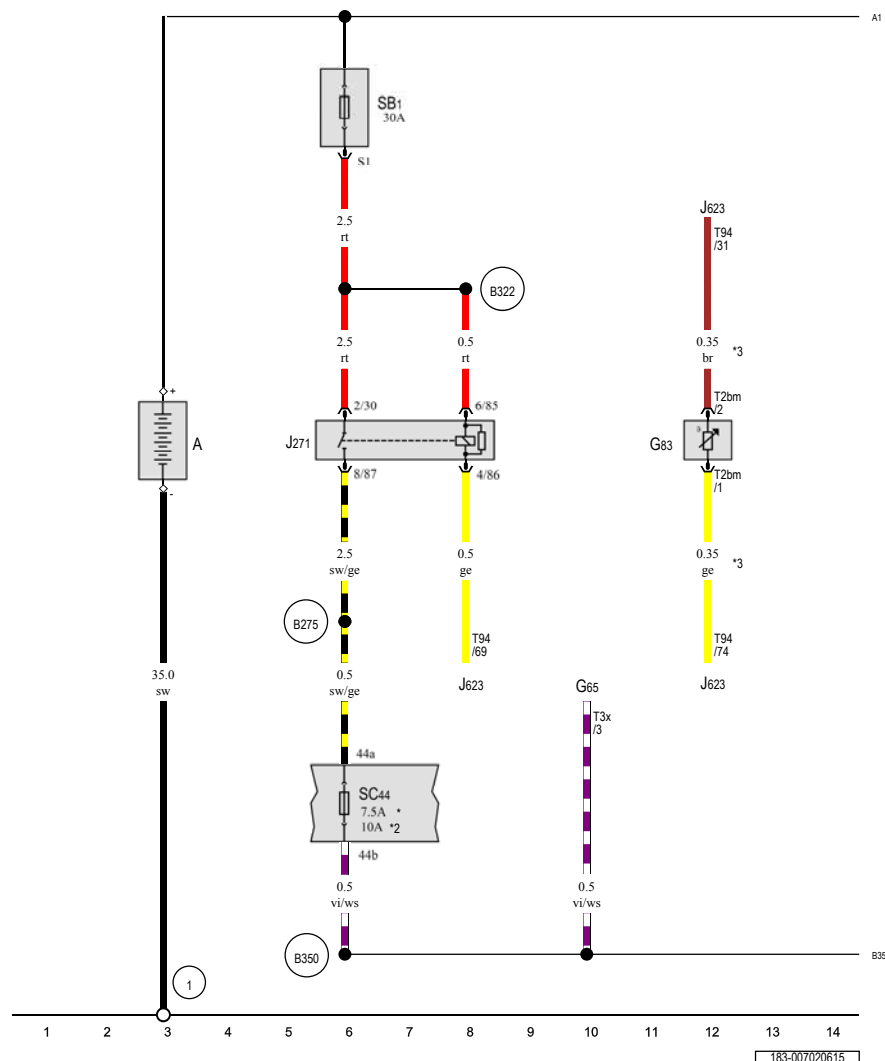 A1
SB1
30A
S1
2.5
rt
B322
J623
T94
/31
2.5
rt
0.5
rt
0.35
br
*3
2/30
6/85
T2bm
/2
+
A
-
J271
G83
8/87
4/86
T2bm
/1
2.5
sw/ge
0.5
ge
0.35
ge
*3
B275
T94
/69
T94
/74
35.0
sw
0.5
sw/ge
J623
G65
J623
T3x
/3
44a
SC44
7.5A *
10A *2
44b
0.5
vi/ws
0.5
vi/ws
B350
B35
1
1 2 3 4 5 6 7 8 9 10 11 12 13 14
183-007020615